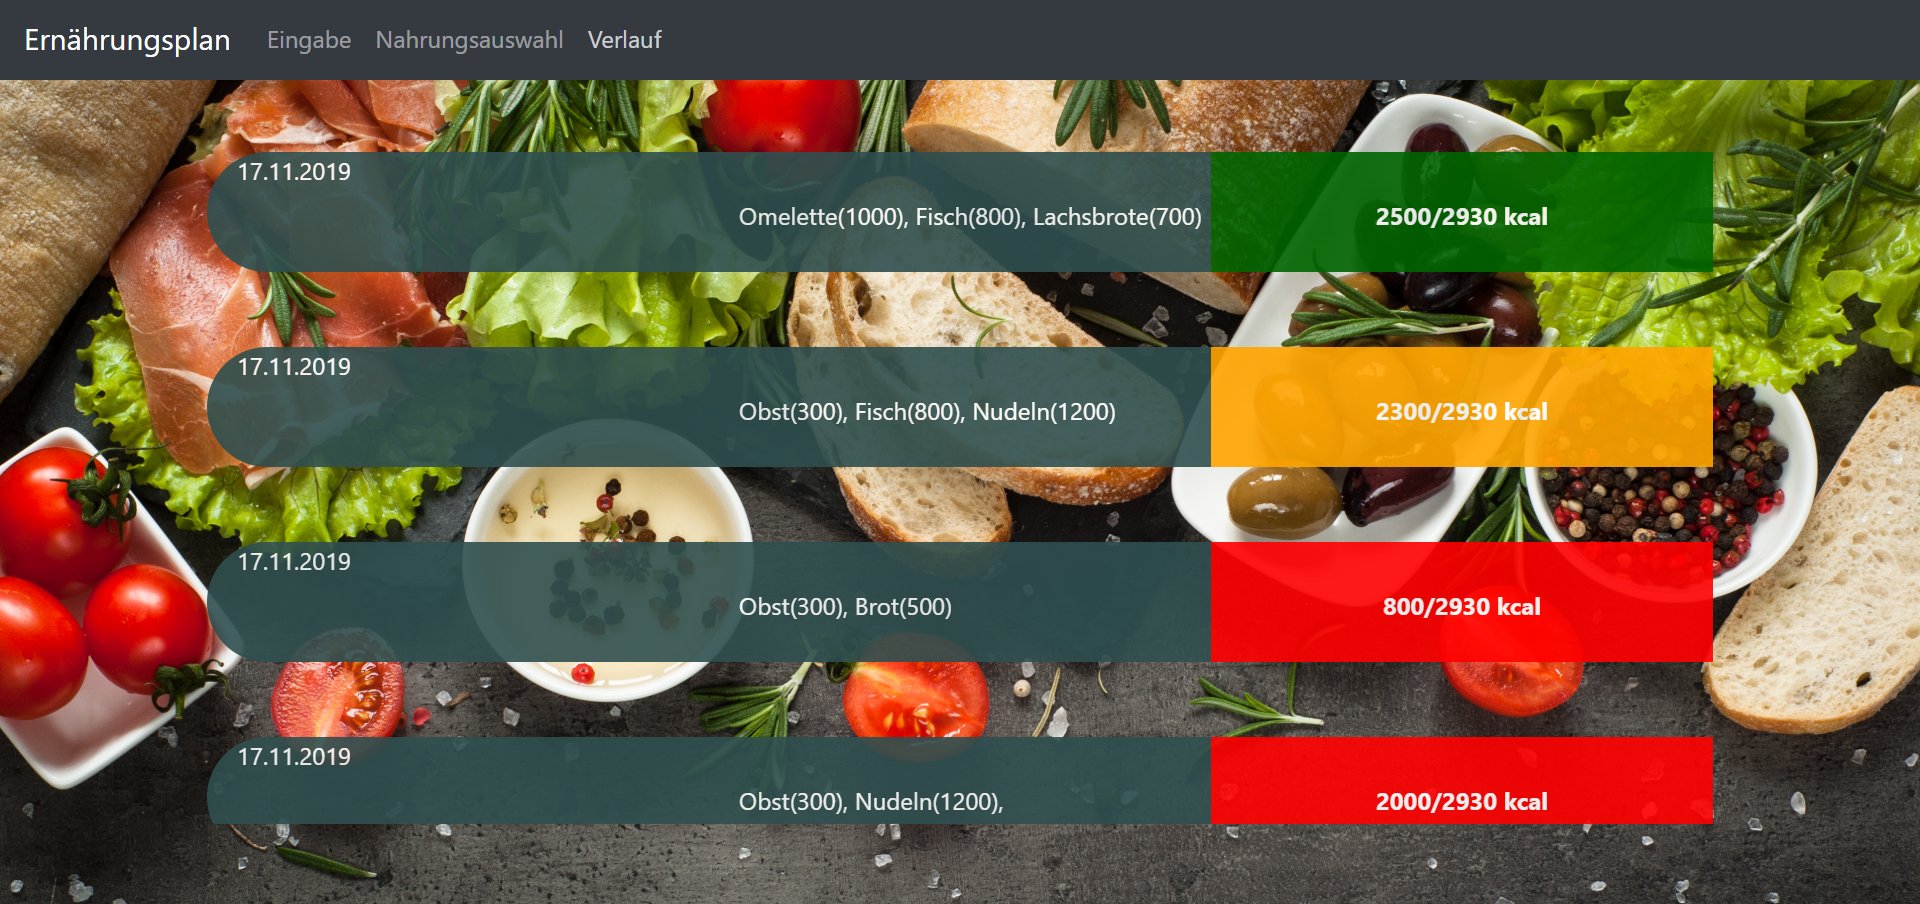 Ernährungsplan Eingabe Nahrungsauswahl Verlauf
17.11.2019
Omelette(1000), Fisch(800), Lachsbrote(700) 2500/2930 kcal
17.11.2019
Obst(300), Fisch(800), Nudeln(1200) 2300/2930 kcal
17.11.2019
Obst(300), Brot(500) 800/2930 kcal
17.11.2019
Obst(300), Nudeln(1200), 2000/2930 kcal